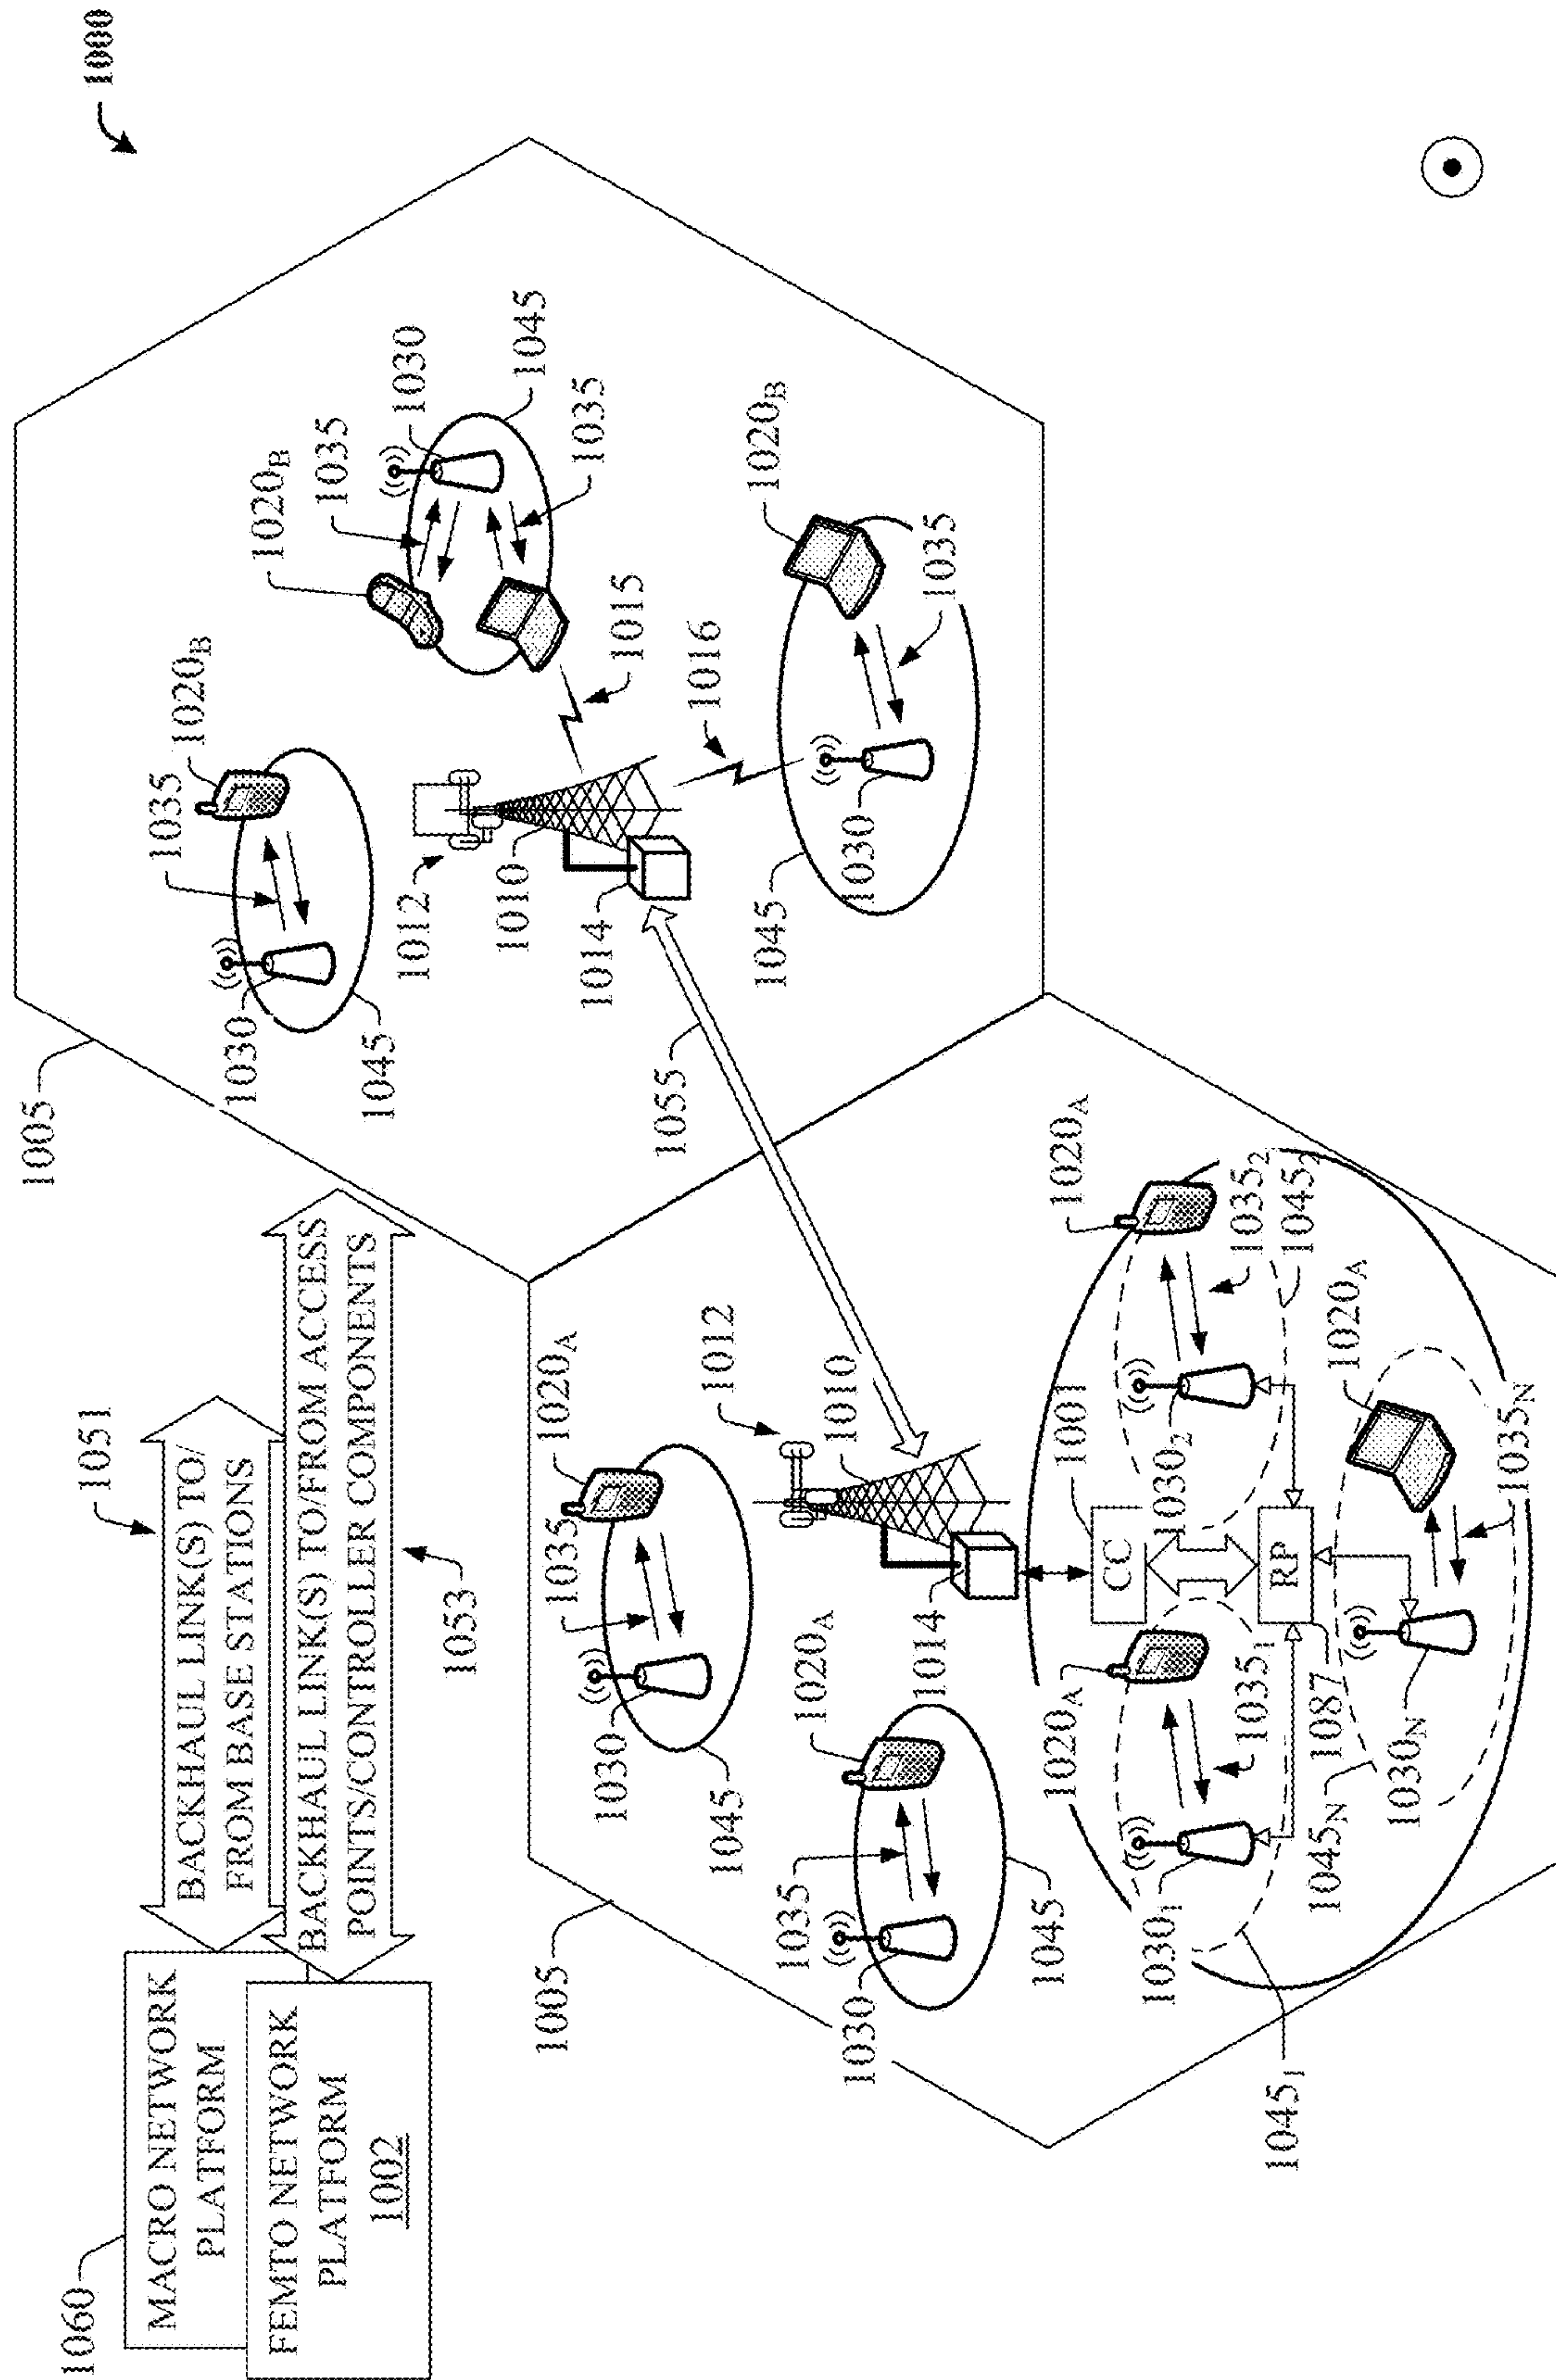 1000
1060
MACRO NETWORK
PLATFORM
FEMTO NETWORK
PLATFORM
1002
1051
BACKHAUL LINK(S) TO/
FROM BASE STATIONS
BACKHAUL LINK(S) TO/FROM ACCESS
POINTS/CONTROLLER COMPONENTS
1053
1005
1030
1045
1035
1020B
1012
1010
1014
1055
1020B
1035
1030
1045
1035
1015
1016
1020B
1035
1030
1045
1005
1030
1045
1035
1020A
1030
1035
1045
1020A
1012
1010
1014
1001
CC
RP
1087
1020A
10351
10301
10451
1020A
10352
10452
10302
1020A
1035N
1030N
1045N